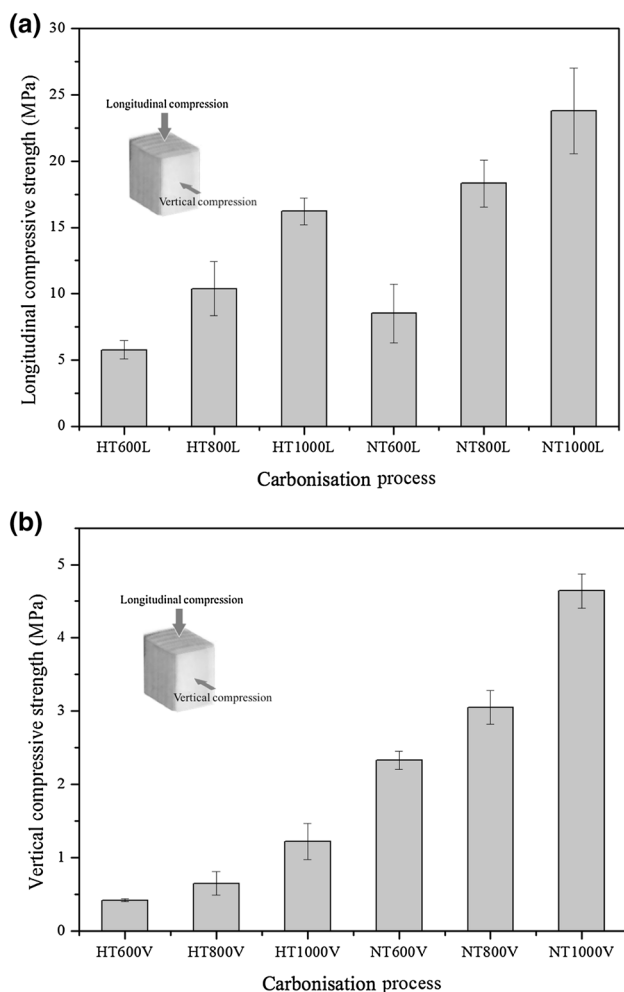 (a)
Longitudinal compressive strength (MPa)
30
25
20
15
10
5
0
Longitudinal compression
Vertical compression
HT600L HT800L HT1000L NT600L NT800L NT1000L
Carbonisation process
(b)
Vertical compressive strength (MPa)
5
4
3
2
1
0
Longitudinal compression
Vertical compression
HT600V HT800V HT1000V NT600V NT800V NT1000V
Carbonisation process